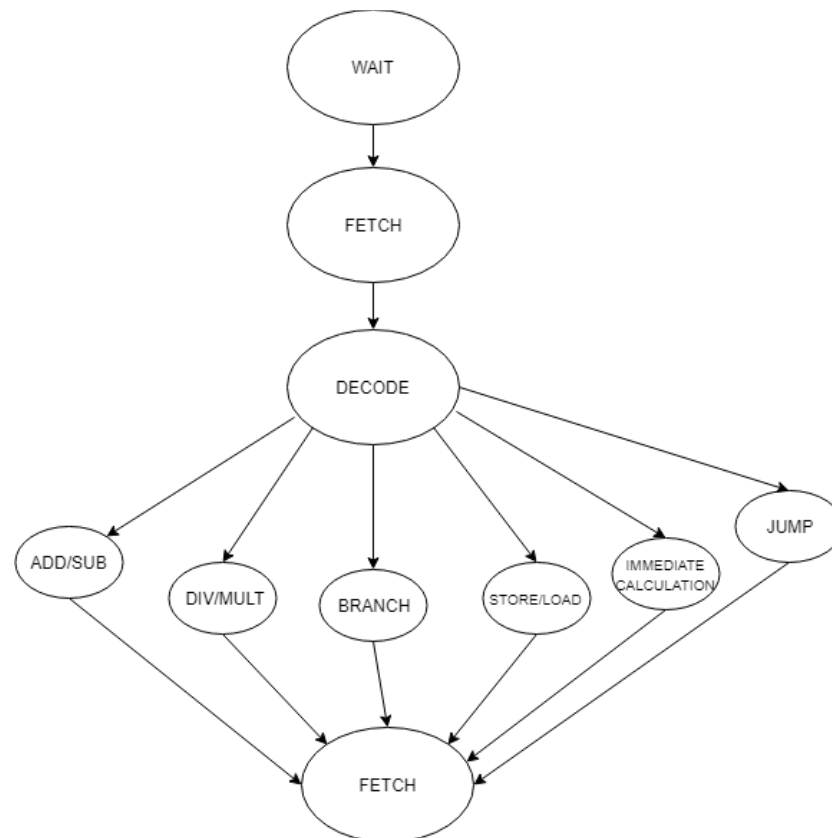 WAIT
FETCH
DECODE
ADD/SUB
DIV/MULT
BRANCH
STORE/LOAD
IMMEDIATE
CALCULATION
JUMP
FETCH